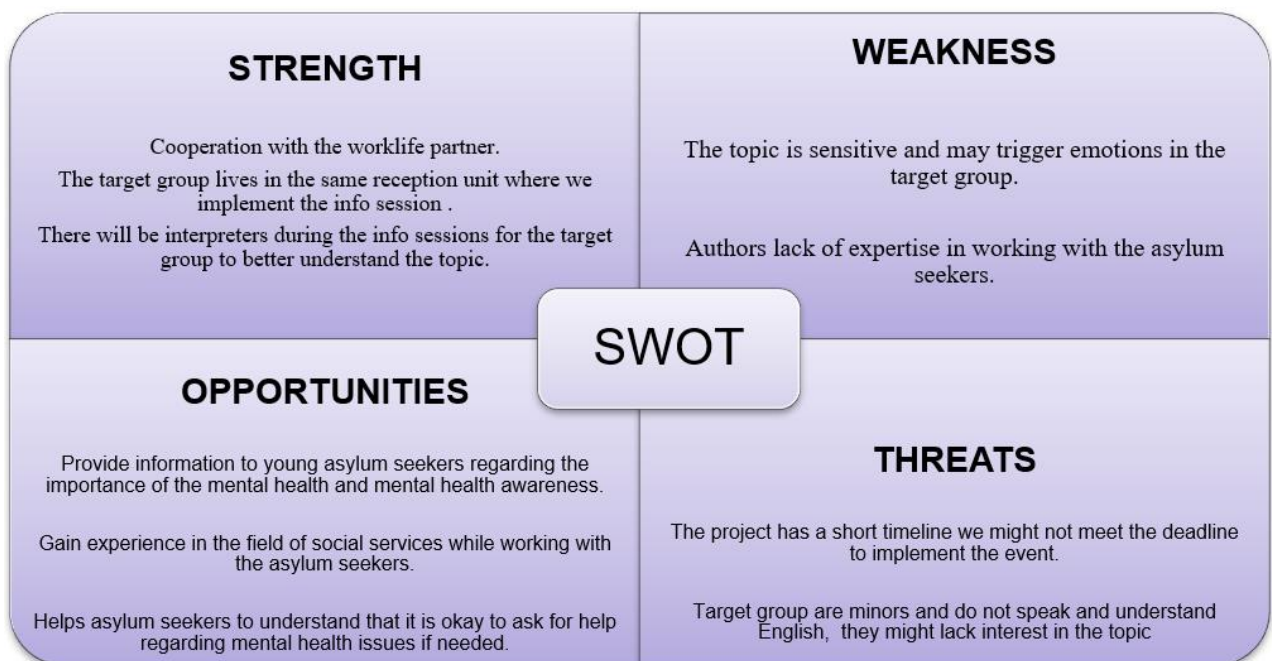 STRENGTH
Cooperation with the worklife partner.
The target group lives in the same reception unit where we
implement the info session .
There will be interpreters during the info sessions for the target
group to better understand the topic.
WEAKNESS
The topic is sensitive and may trigger emotions in the
target group.
Authors lack of expertise in working with the asylum
seekers.
SWOT
OPPORTUNITIES
Provide information to young asylum seekers regarding the
importance of the mental health and mental health awareness.
Gain experience in the field of social services while working with
the asylum seekers.
Helps asylum seekers to understand that it is okay to ask for help
regarding mental health issues if needed.
THREATS
The project has a short timeline we might not meet the deadline
to implement the event.
Target group are minors and do not speak and understand
English,  they might lack interest in the topic